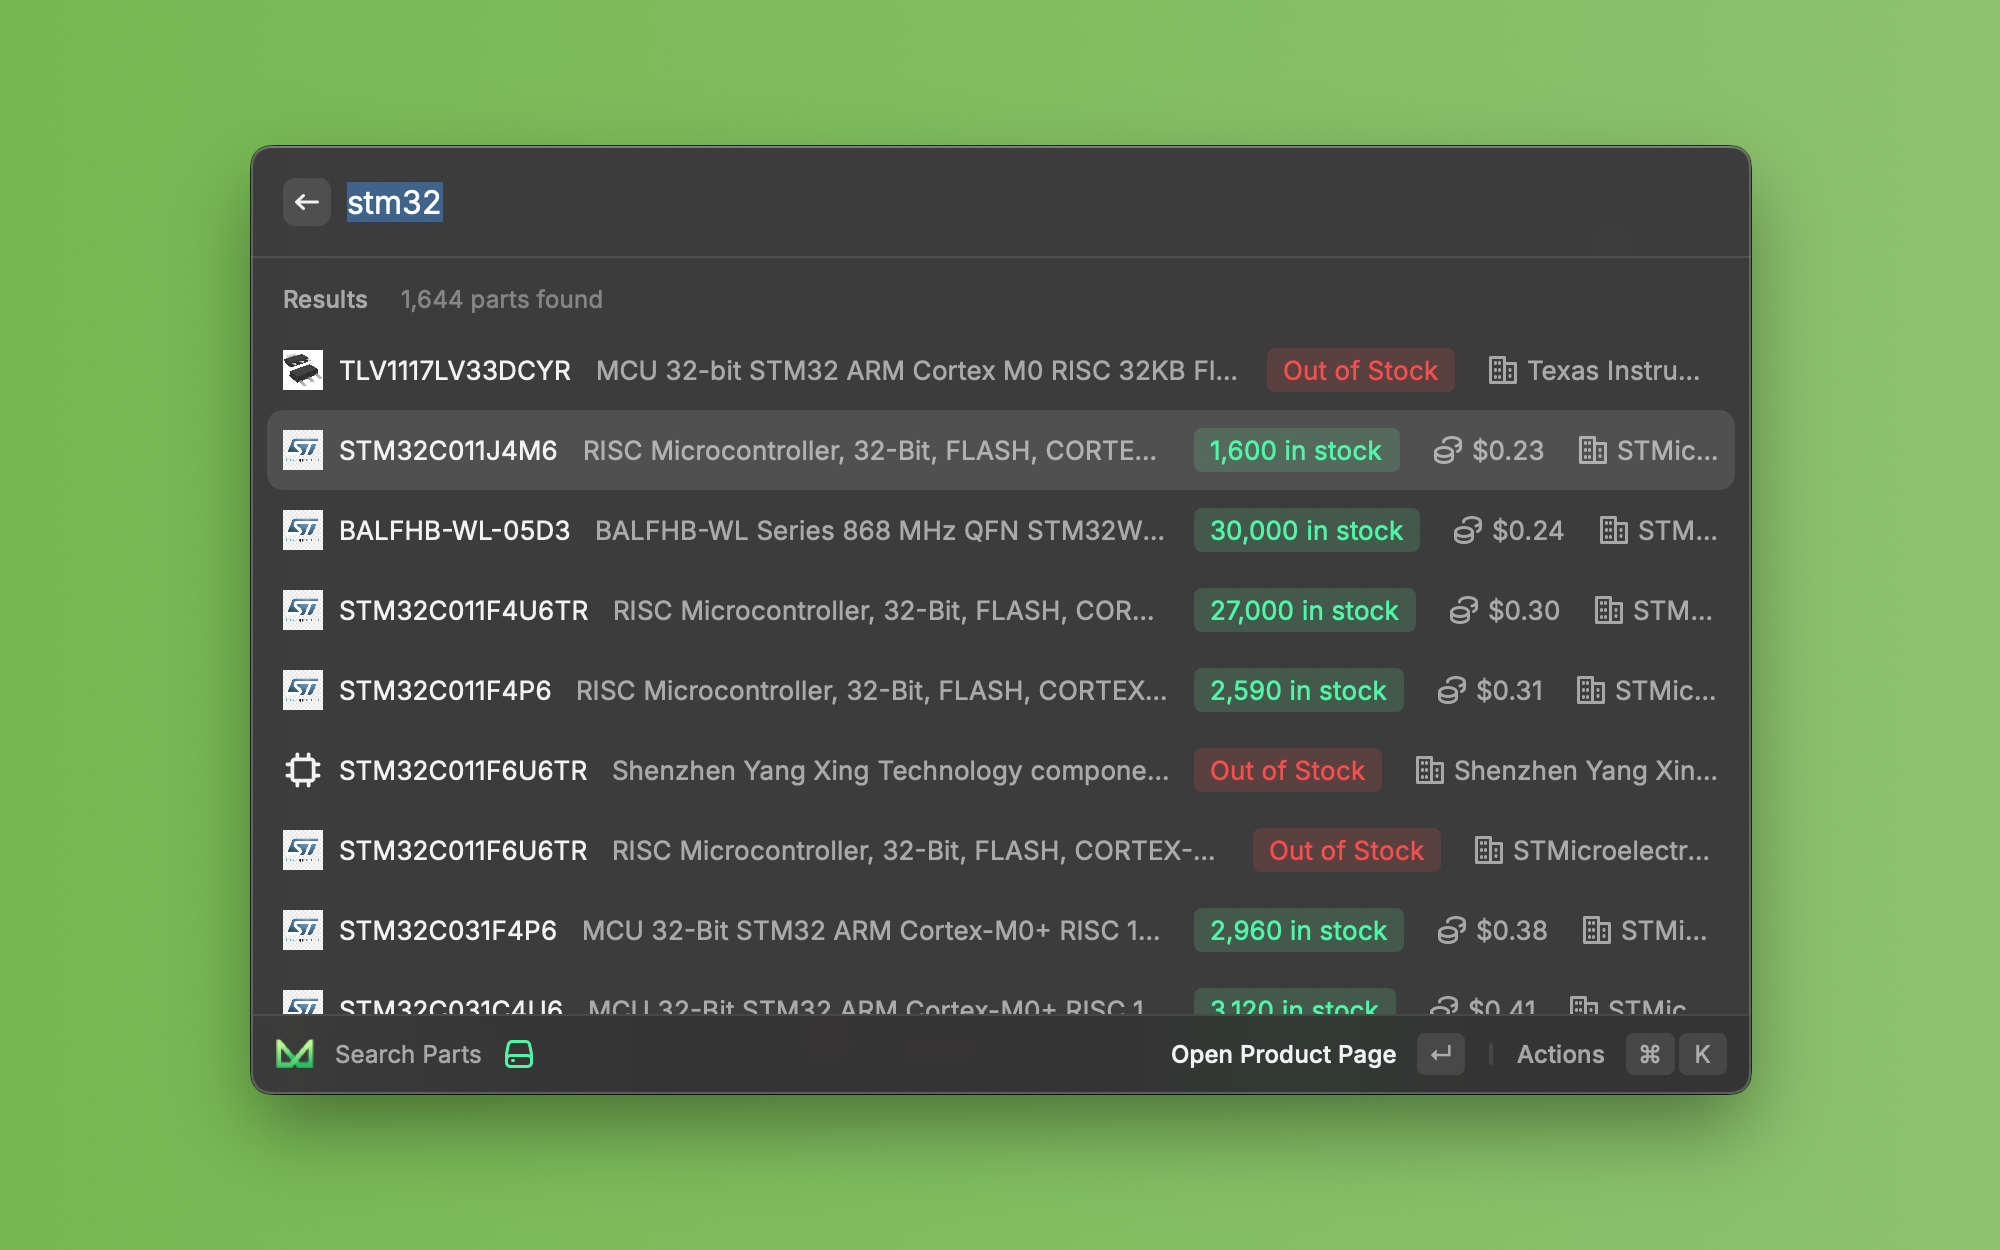 stm32
Results 1,644 parts found
TLV1117LV33DCYR MCU 32-bit STM32 ARM Cortex M0 RISC 32KB Fl... Out of Stock Texas Instru...
STM32C011J4M6 RISC Microcontroller, 32-Bit, FLASH, CORTE... 1,600 in stock $0.23 STMic...
BALFHB-WL-05D3 BALFHB-WL Series 868 MHz QFN STM32W... 30,000 in stock $0.24 STM...
STM32C011F4U6TR RISC Microcontroller, 32-Bit, FLASH, COR... 27,000 in stock $0.30 STM...
STM32C011F4P6 RISC Microcontroller, 32-Bit, FLASH, CORTEX... 2,590 in stock $0.31 STMic...
STM32C011F6U6TR Shenzhen Yang Xing Technology compone... Out of Stock Shenzhen Yang Xin...
STM32C011F6U6TR RISC Microcontroller, 32-Bit, FLASH, CORTEX-... Out of Stock STMicroelectr...
STM32C031F4P6 MCU 32-Bit STM32 ARM Cortex-M0+ RISC 1... 2,960 in stock $0.38 STMi...
STM32C031C4U6 MCU 32-Bit STM32 ARM Cortex-M0+ RISC 1... 3,120 in stock $0.41 STMic...
Search Parts Open Product Page ↵ Actions ⌘ K